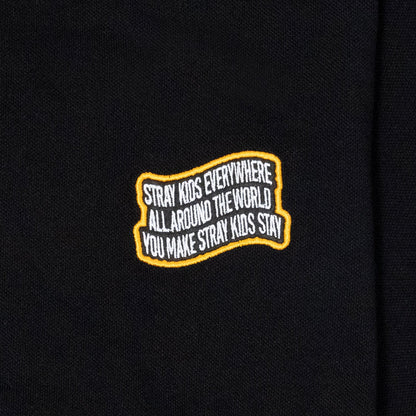 STRAY KIDS EVERYWHERE
ALL AROUND THE WORLD
YOU MAKE STRAY KIDS STAY